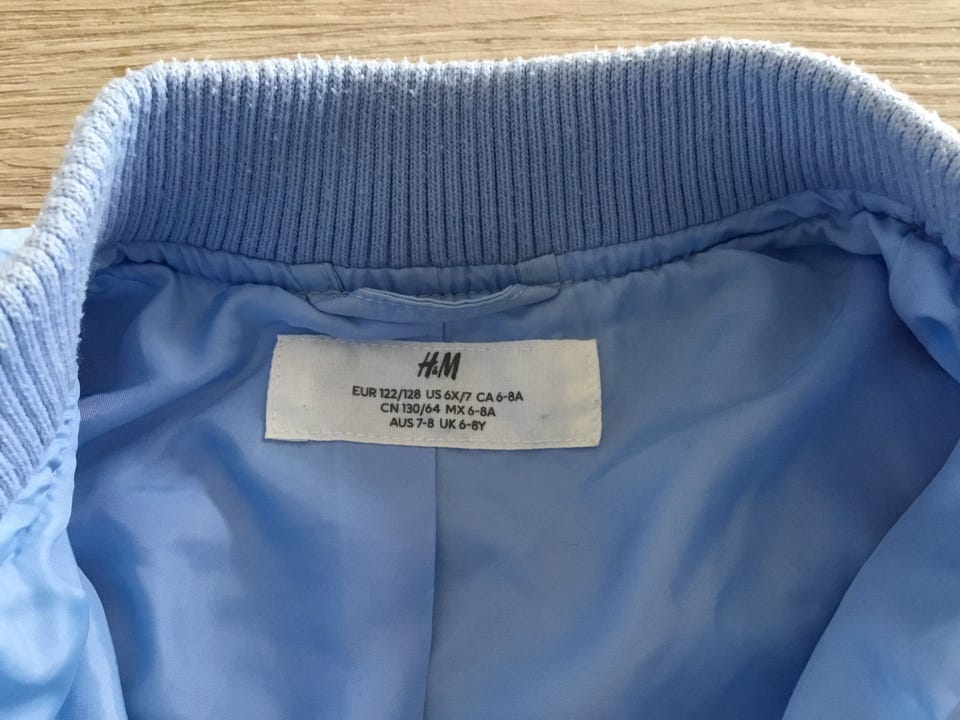 H&M
EUR 122/128 US 6X/7 CA 6-8A
CN 130/64 MX 6-8A
AUS 7-8 UK 6-8Y